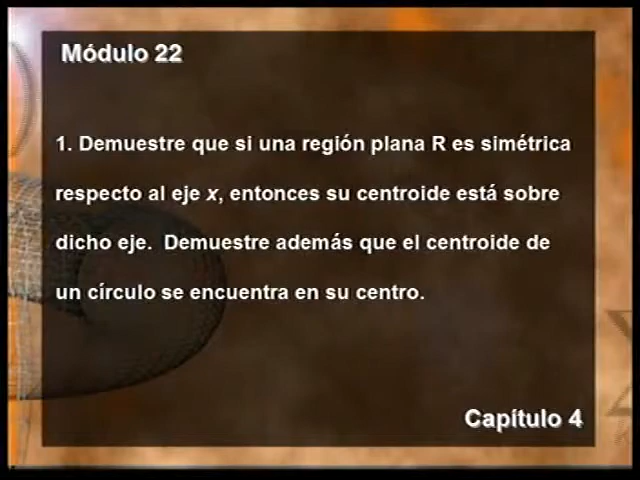 Módulo 22
1. Demuestre que si una región plana R es simétrica
respecto al eje x, entonces su centroide está sobre
dicho eje.  Demuestre además que el centroide de
un círculo se encuentra en su centro.
Capítulo 4